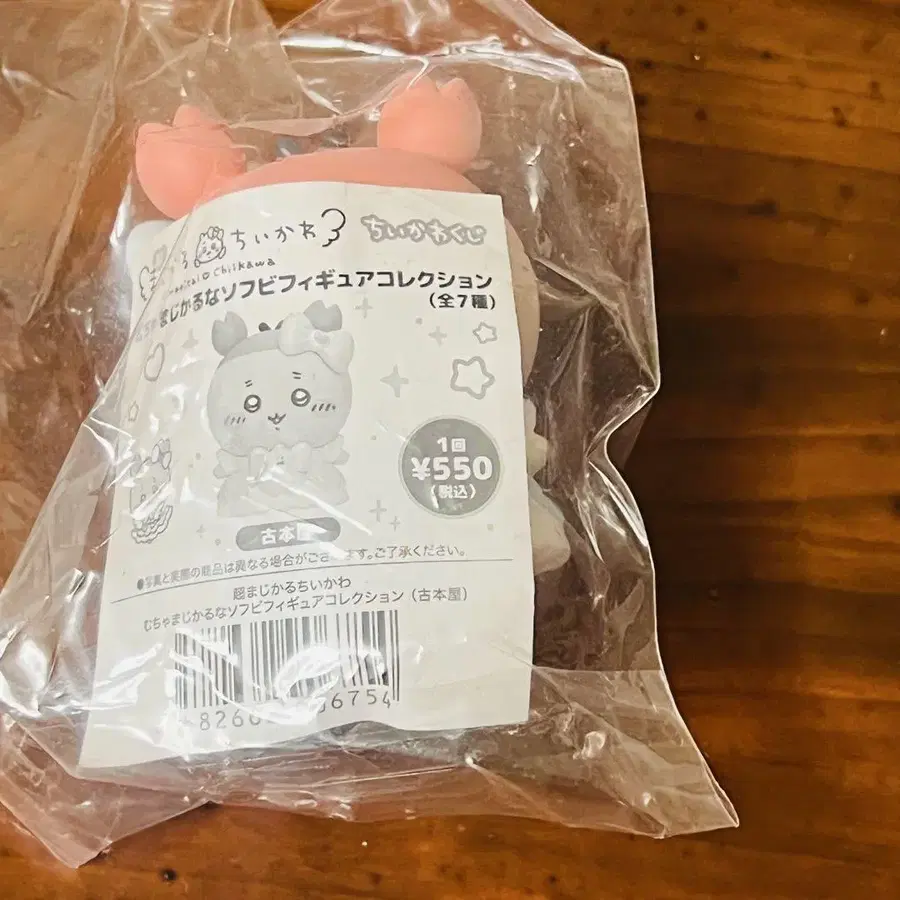 ちいかわ
ちいかわくじ
Chiikawa
まじかるなソフビフィギュアコレクション
(全7種)
1回
¥550
(税込)
古本屋
●写真と実際の商品は異なる場合がございます。ご了承ください。
超まじかるちいかわ
むちゃまじかるなソフビフィギュアコレクション (古本屋)
6754